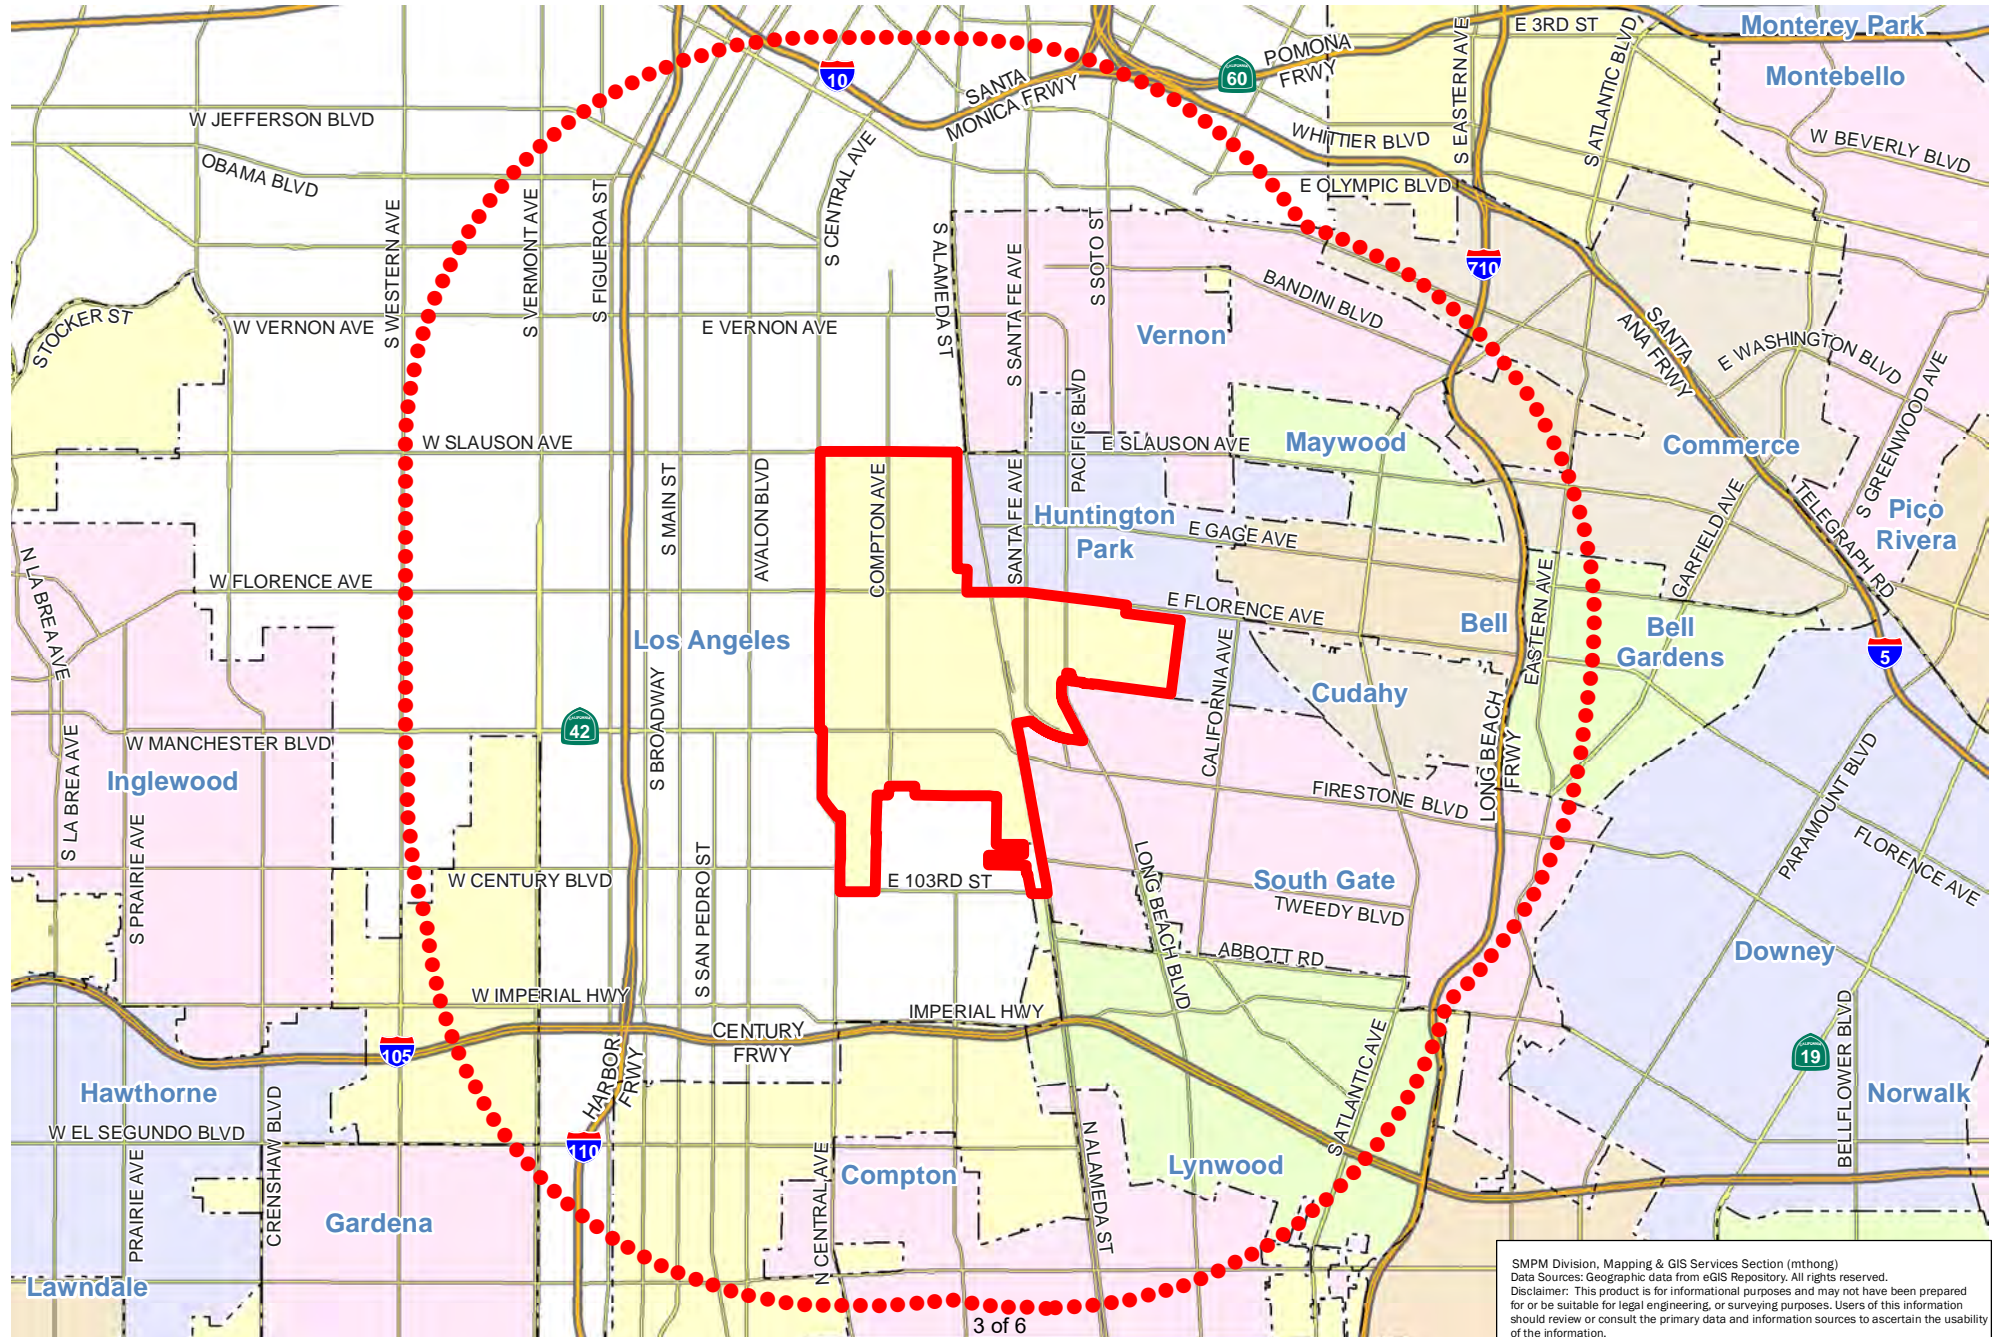 E 3RD ST
Monterey Park
POMONA
FRWY
S EASTERN AVE
S ATLANTIC BLVD
Montebello
10
60
SANTA
MONICA FRWY
W JEFFERSON BLVD
WHITTIER BLVD
W BEVERLY BLVD
OBAMA BLVD
E OLYMPIC BLVD
S WESTERN AVE
S VERMONT AVE
S FIGUEROA ST
S CENTRAL AVE
S ALAMEDA ST
S SANTA FE AVE
S SOTO ST
710
BANDINI BLVD
STOCKER ST
W VERNON AVE
E VERNON AVE
Vernon
SANTA
ANA FRWY
E WASHINGTON BLVD
S GREENWOOD AVE
PACIFIC BLVD
W SLAUSON AVE
E SLAUSON AVE
Maywood
Commerce
S MAIN ST
AVALON BLVD
COMPTON AVE
SANTA FE AVE
Huntington
Park
E GAGE AVE
GARFIELD AVE
TELEGRAPH RD
Pico
Rivera
N LA BREA AVE
W FLORENCE AVE
E FLORENCE AVE
EASTERN AVE
Los Angeles
Bell
Bell
Gardens
5
CALIFORNIA AVE
Cudahy
S BROADWAY
42
W MANCHESTER BLVD
Inglewood
S LA BREA AVE
S PRAIRIE AVE
LONG BEACH
FRWY
FIRESTONE BLVD
PARAMOUNT BLVD
FLORENCE AVE
W CENTURY BLVD
S SAN PEDRO ST
E 103RD ST
LONG BEACH BLVD
South Gate
TWEEDY BLVD
ABBOTT RD
Downey
W IMPERIAL HWY
IMPERIAL HWY
CENTURY
FRWY
105
HARBOR
FRWY
S ATLANTIC AVE
BELLFLOWER BLVD
19
Hawthorne
Norwalk
W EL SEGUNDO BLVD
CRENSHAW BLVD
PRAIRIE AVE
110
N CENTRAL AVE
Compton
N ALAMEDA ST
Lynwood
Gardena
Lawndale
3 of 6
SMPM Division, Mapping & GIS Services Section (mthong)
Data Sources: Geographic data from eGIS Repository. All rights reserved.
Disclaimer: This product is for informational purposes and may not have been prepared
for or be suitable for legal engineering, or surveying purposes. Users of this information
should review or consult the primary data and information sources to ascertain the usability
of the information.